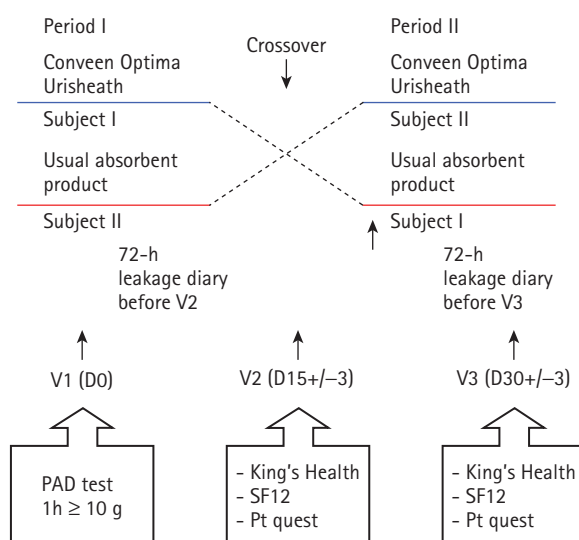 Period I
Conveen Optima
Urisheath
Subject I
Usual absorbent
product
Subject II
72-h
leakage diary
before V2
Crossover
Period II
Conveen Optima
Urisheath
Subject II
Usual absorbent
product
Subject I
72-h
leakage diary
before V3
V1 (D0)
V2 (D15+/–3)
V3 (D30+/–3)
PAD test
1h ≥ 10 g
- King's Health
- SF12
- Pt quest
- King's Health
- SF12
- Pt quest